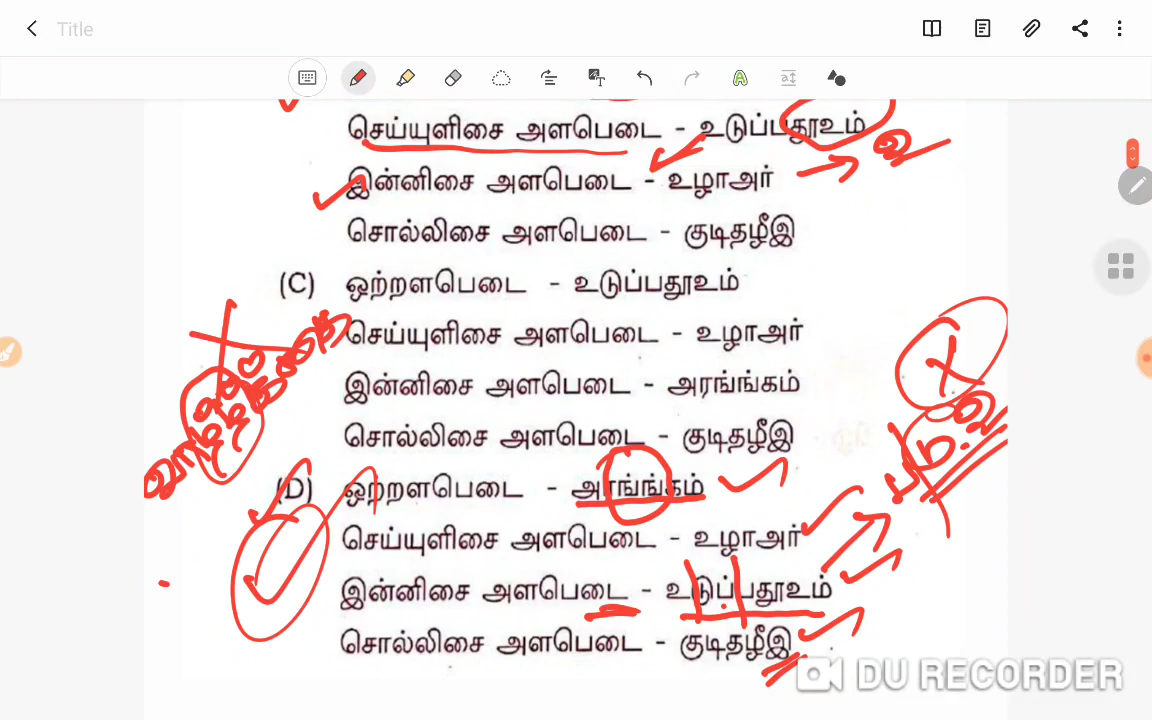 Title
செய்யுளிசை அளபெடை - உடுப்பதூஉம்
இன்னிசை அளபெடை - உழாஅர்
சொல்லிசை அளபெடை - குடிதழீஇ
(C) ஒற்றளபெடை - உடுப்பதூஉம்
செய்யுளிசை அளபெடை - உழாஅர்
இன்னிசை அளபெடை - அரங்ங்கம்
சொல்லிசை அளபெடை - குடிதழீஇ
(D) ஒற்றளபெடை - அரங்ங்கம்
செய்யுளிசை அளபெடை - உழாஅர்
இன்னிசை அளபெடை - உடுப்பதூஉம்
சொல்லிசை அளபெடை - குடிதழீஇ
DU RECORDER